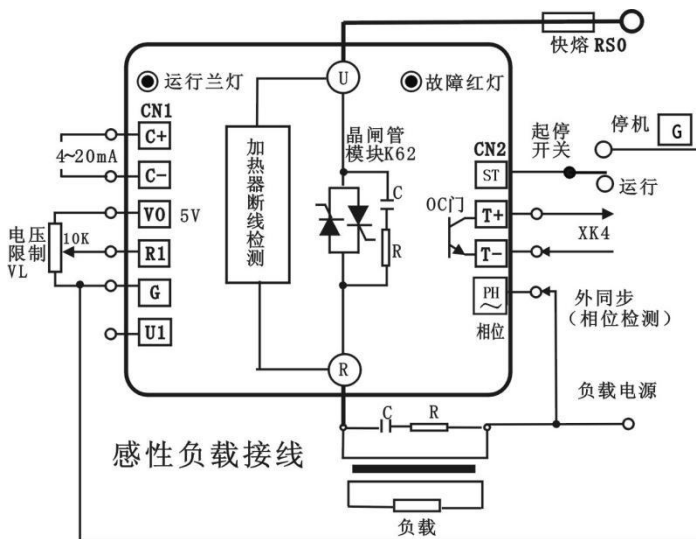 快熔 RS0
U
运行兰灯
故障红灯
CN1
C+
4~20mA
C-
V0
5V
电压
限制
VL
10K
R1
G
U1
加热器断线检测
晶闸管
模块K62
C
R
OC门
CN2
ST
T+
T-
PH
相位
起停
开关
停机
G
运行
XK4
外同步
(相位检测)
负载电源
R
C
R
感性负载接线
负载